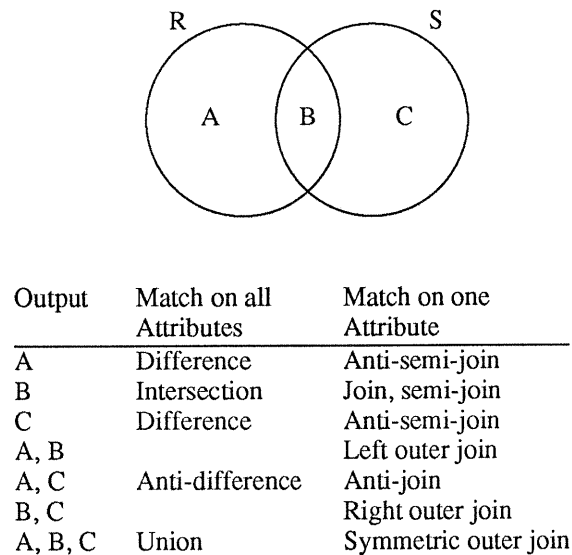 R S
A B C
Output Match on all Match on one
Attributes Attribute
A Difference Anti-semi-join
B Intersection Join, semi-join
C Difference Anti-semi-join
A, B Left outer join
A, C Anti-difference Anti-join
B, C Right outer join
A, B, C Union Symmetric outer join